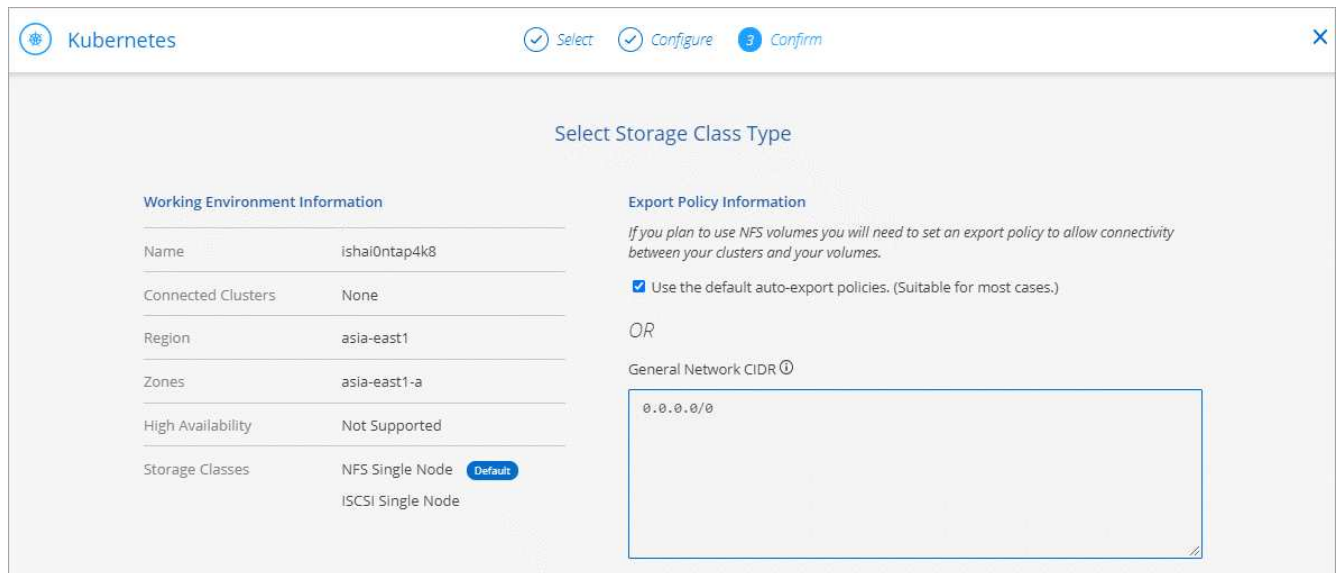 Kubernetes
Select
Configure
3 Confirm
Select Storage Class Type
Working Environment Information
Name ishai0ntap4k8
Connected Clusters None
Region asia-east1
Zones asia-east1-a
High Availability Not Supported
Storage Classes NFS Single Node Default
ISCSI Single Node
Export Policy Information
If you plan to use NFS volumes you will need to set an export policy to allow connectivity
between your clusters and your volumes.
Use the default auto-export policies. (Suitable for most cases.)
OR
General Network CIDR
0.0.0.0/0